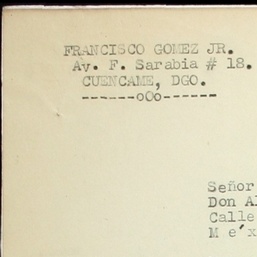 FRANCISCO GOMEZ JR.
Av. F. Sarabia # 18.
CUENCAME, DGO.
------oOo------
Señor
Don Al
Calle
M e´x